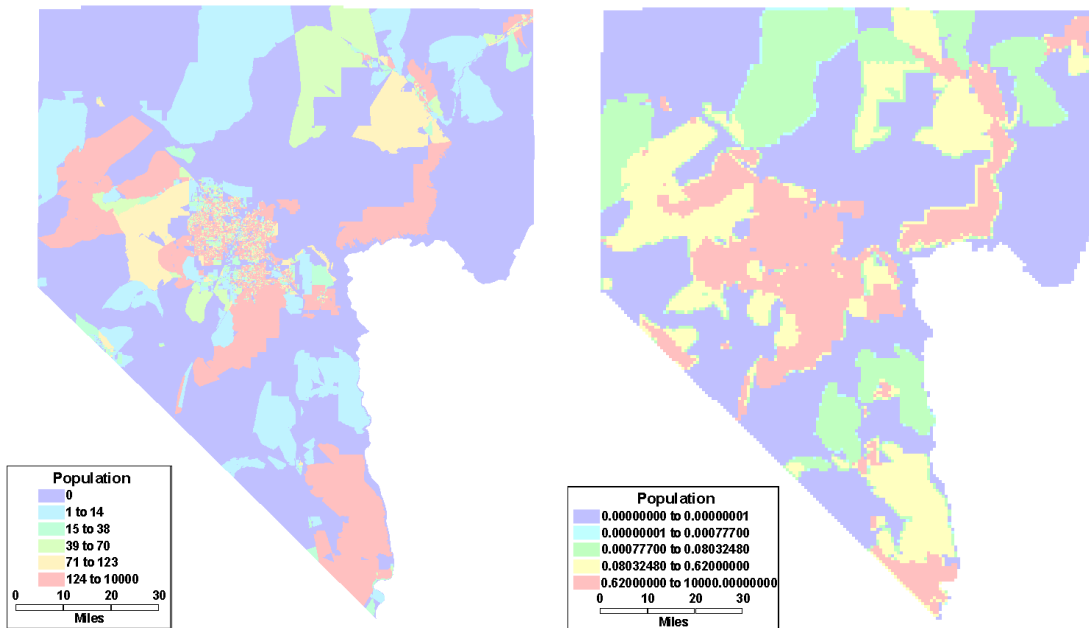 Population
0
1 to 14
15 to 38
39 to 70
71 to 123
124 to 10000
0 10 20 30
Miles
Population
0.00000000 to 0.00000001
0.00000001 to 0.00077700
0.00077700 to 0.08032480
0.08032480 to 0.62000000
0.62000000 to 10000.00000000
0 10 20 30
Miles